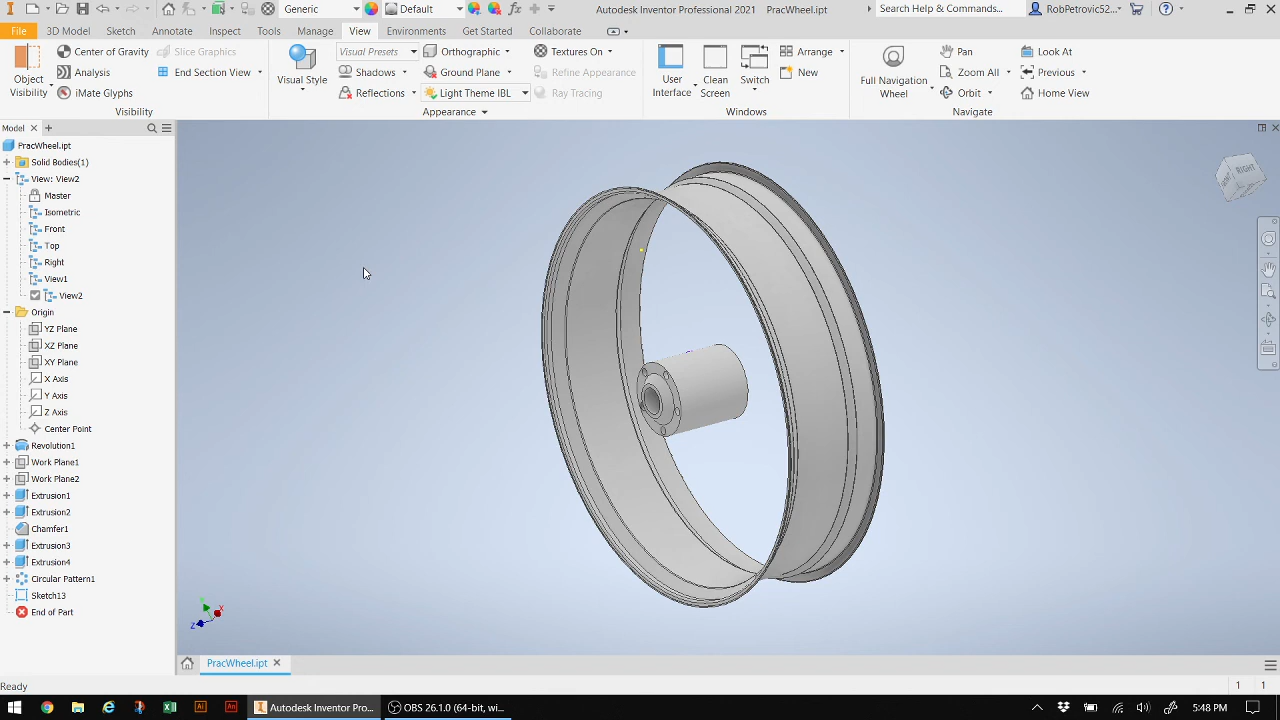 Generic
Default
Autodesk Inventor Professional 2021 PracWheel.ipt
Search Help & Commands...
Robbetrovic52...
File 3D Model Sketch Annotate Inspect Tools Manage View Environments Get Started Collaborate
Object Visibility
Center of Gravity
Analysis
iMate Glyphs
Slice Graphics
End Section View
Visibility
Visual Style
Visual Presets
Shadows
Reflections
Orthographic
Ground Plane
Light Theme IBL
Textures On
Refine Appearance
Ray Tracing
Appearance
User Interface
Clean Screen
Switch
Arrange
New
Windows
Full Navigation Wheel
Pan
Zoom All
Orbit
Look At
Previous
Home View
Navigate
Model
PracWheel.ipt
Solid Bodies(1)
View: View2
Master
Isometric
Front
Top
Right
View1
View2
Origin
YZ Plane
XZ Plane
XY Plane
X Axis
Y Axis
Z Axis
Center Point
Revolution1
Work Plane1
Work Plane2
Extrusion1
Extrusion2
Chamfer1
Extrusion3
Extrusion4
Circular Pattern1
Sketch13
End of Part
RIGHT
Y
X
Z
PracWheel.ipt
Ready
1 1
Autodesk Inventor Pro...
OBS 26.1.0 (64-bit, wi...
5:48 PM